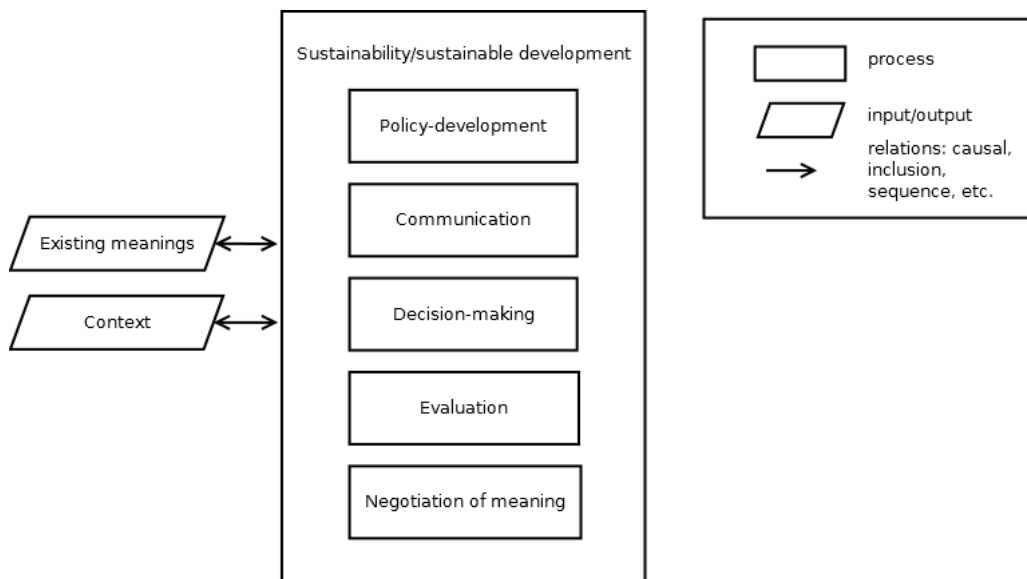 Sustainability/sustainable development
Policy-development
Communication
Existing meanings
Context
Decision-making
Evaluation
Negotiation of meaning
process
input/output
relations: causal,
inclusion,
sequence, etc.